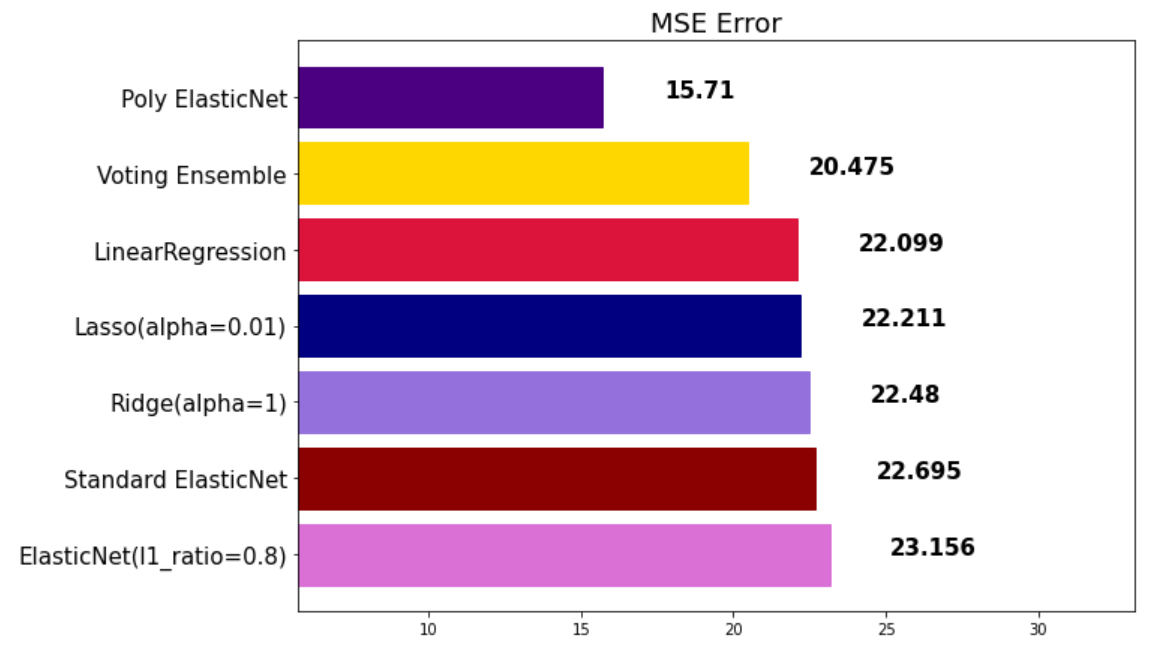 MSE Error
Poly ElasticNet
15.71
Voting Ensemble
20.475
LinearRegression
22.099
Lasso(alpha=0.01)
22.211
Ridge(alpha=1)
22.48
Standard ElasticNet
22.695
ElasticNet(l1_ratio=0.8)
23.156
10 15 20 25 30